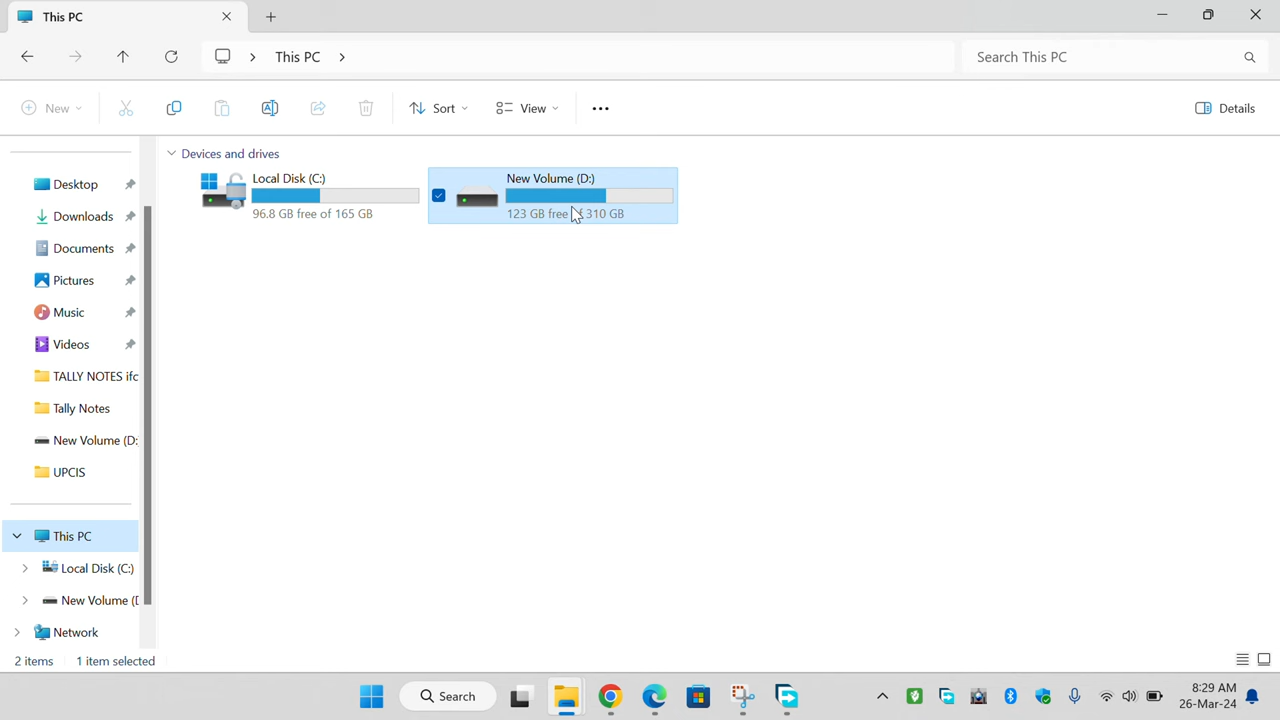 This PC
This PC
Search This PC
New
Sort
View
Details
Devices and drives
Local Disk (C:)
96.8 GB free of 165 GB
New Volume (D:)
123 GB free of 310 GB
Desktop
Downloads
Documents
Pictures
Music
Videos
TALLY NOTES ifc
Tally Notes
New Volume (D:
UPCIS
This PC
Local Disk (C:)
New Volume (D
Network
2 items
1 item selected
Search
8:29 AM
26-Mar-24